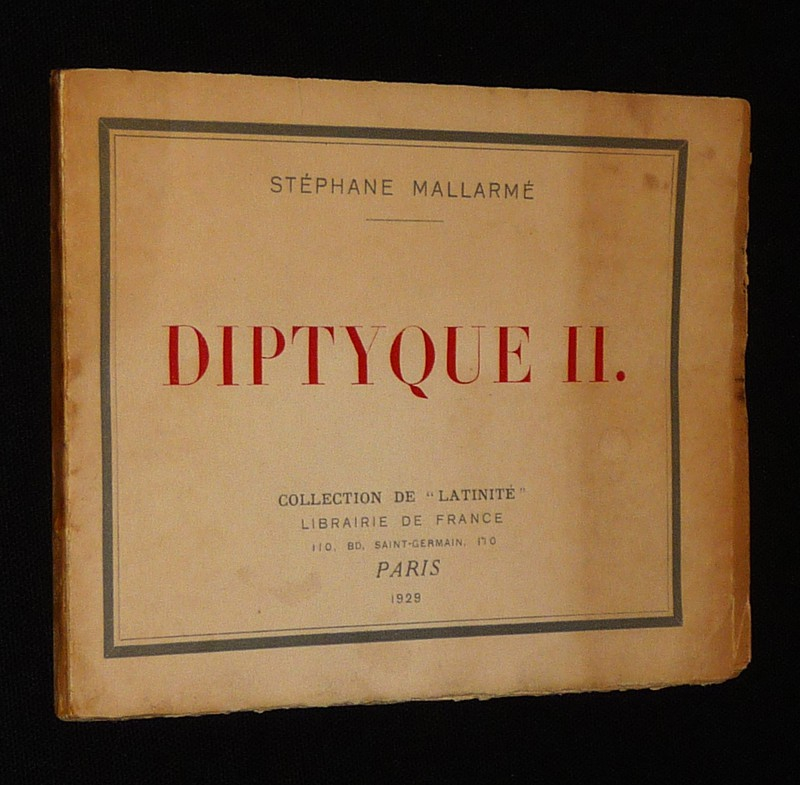 STÉPHANE MALLARMÉ
DIPTYQUE II.
COLLECTION DE "LATINITÉ"
LIBRAIRIE DE FRANCE
110, BD. SAINT-GERMAIN, 110
PARIS
1929